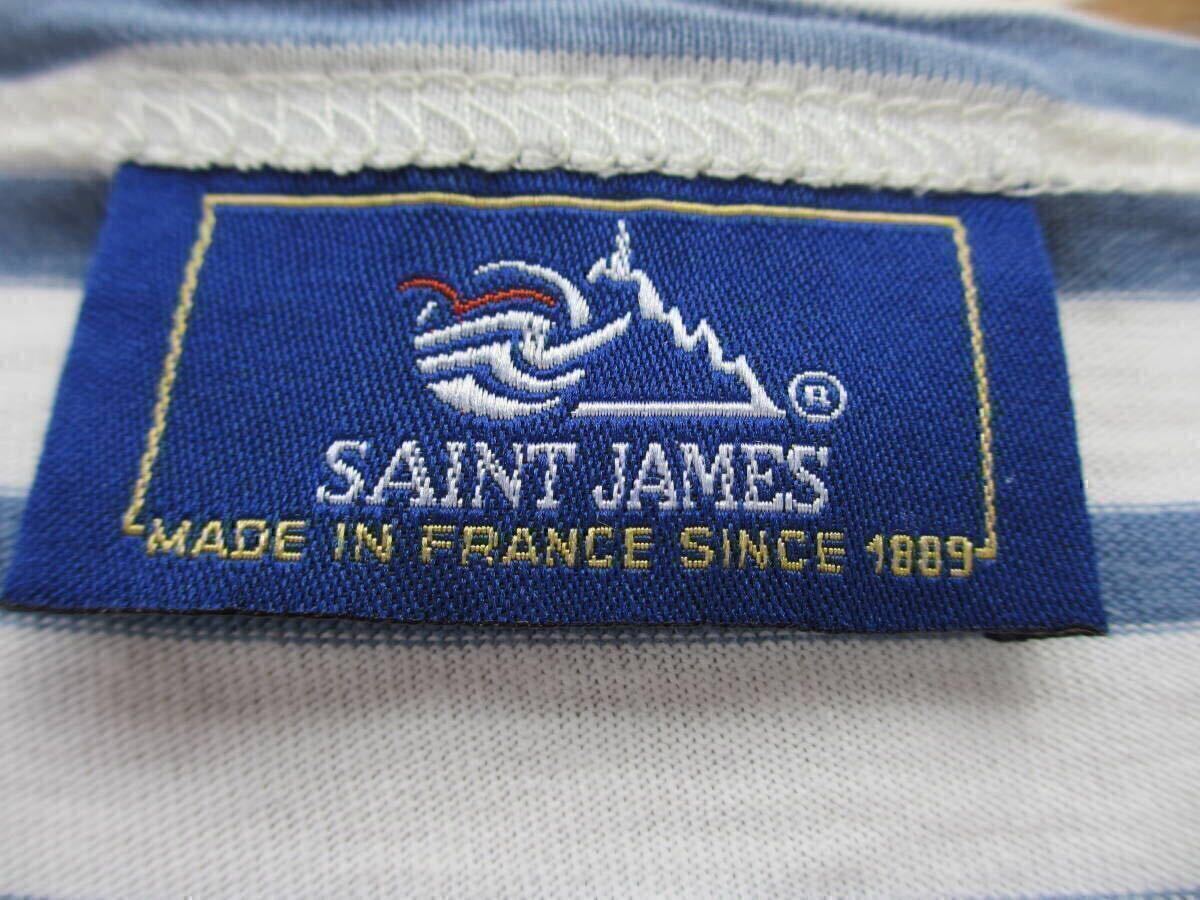 ®
SAINT JAMES
MADE IN FRANCE SINCE 1889